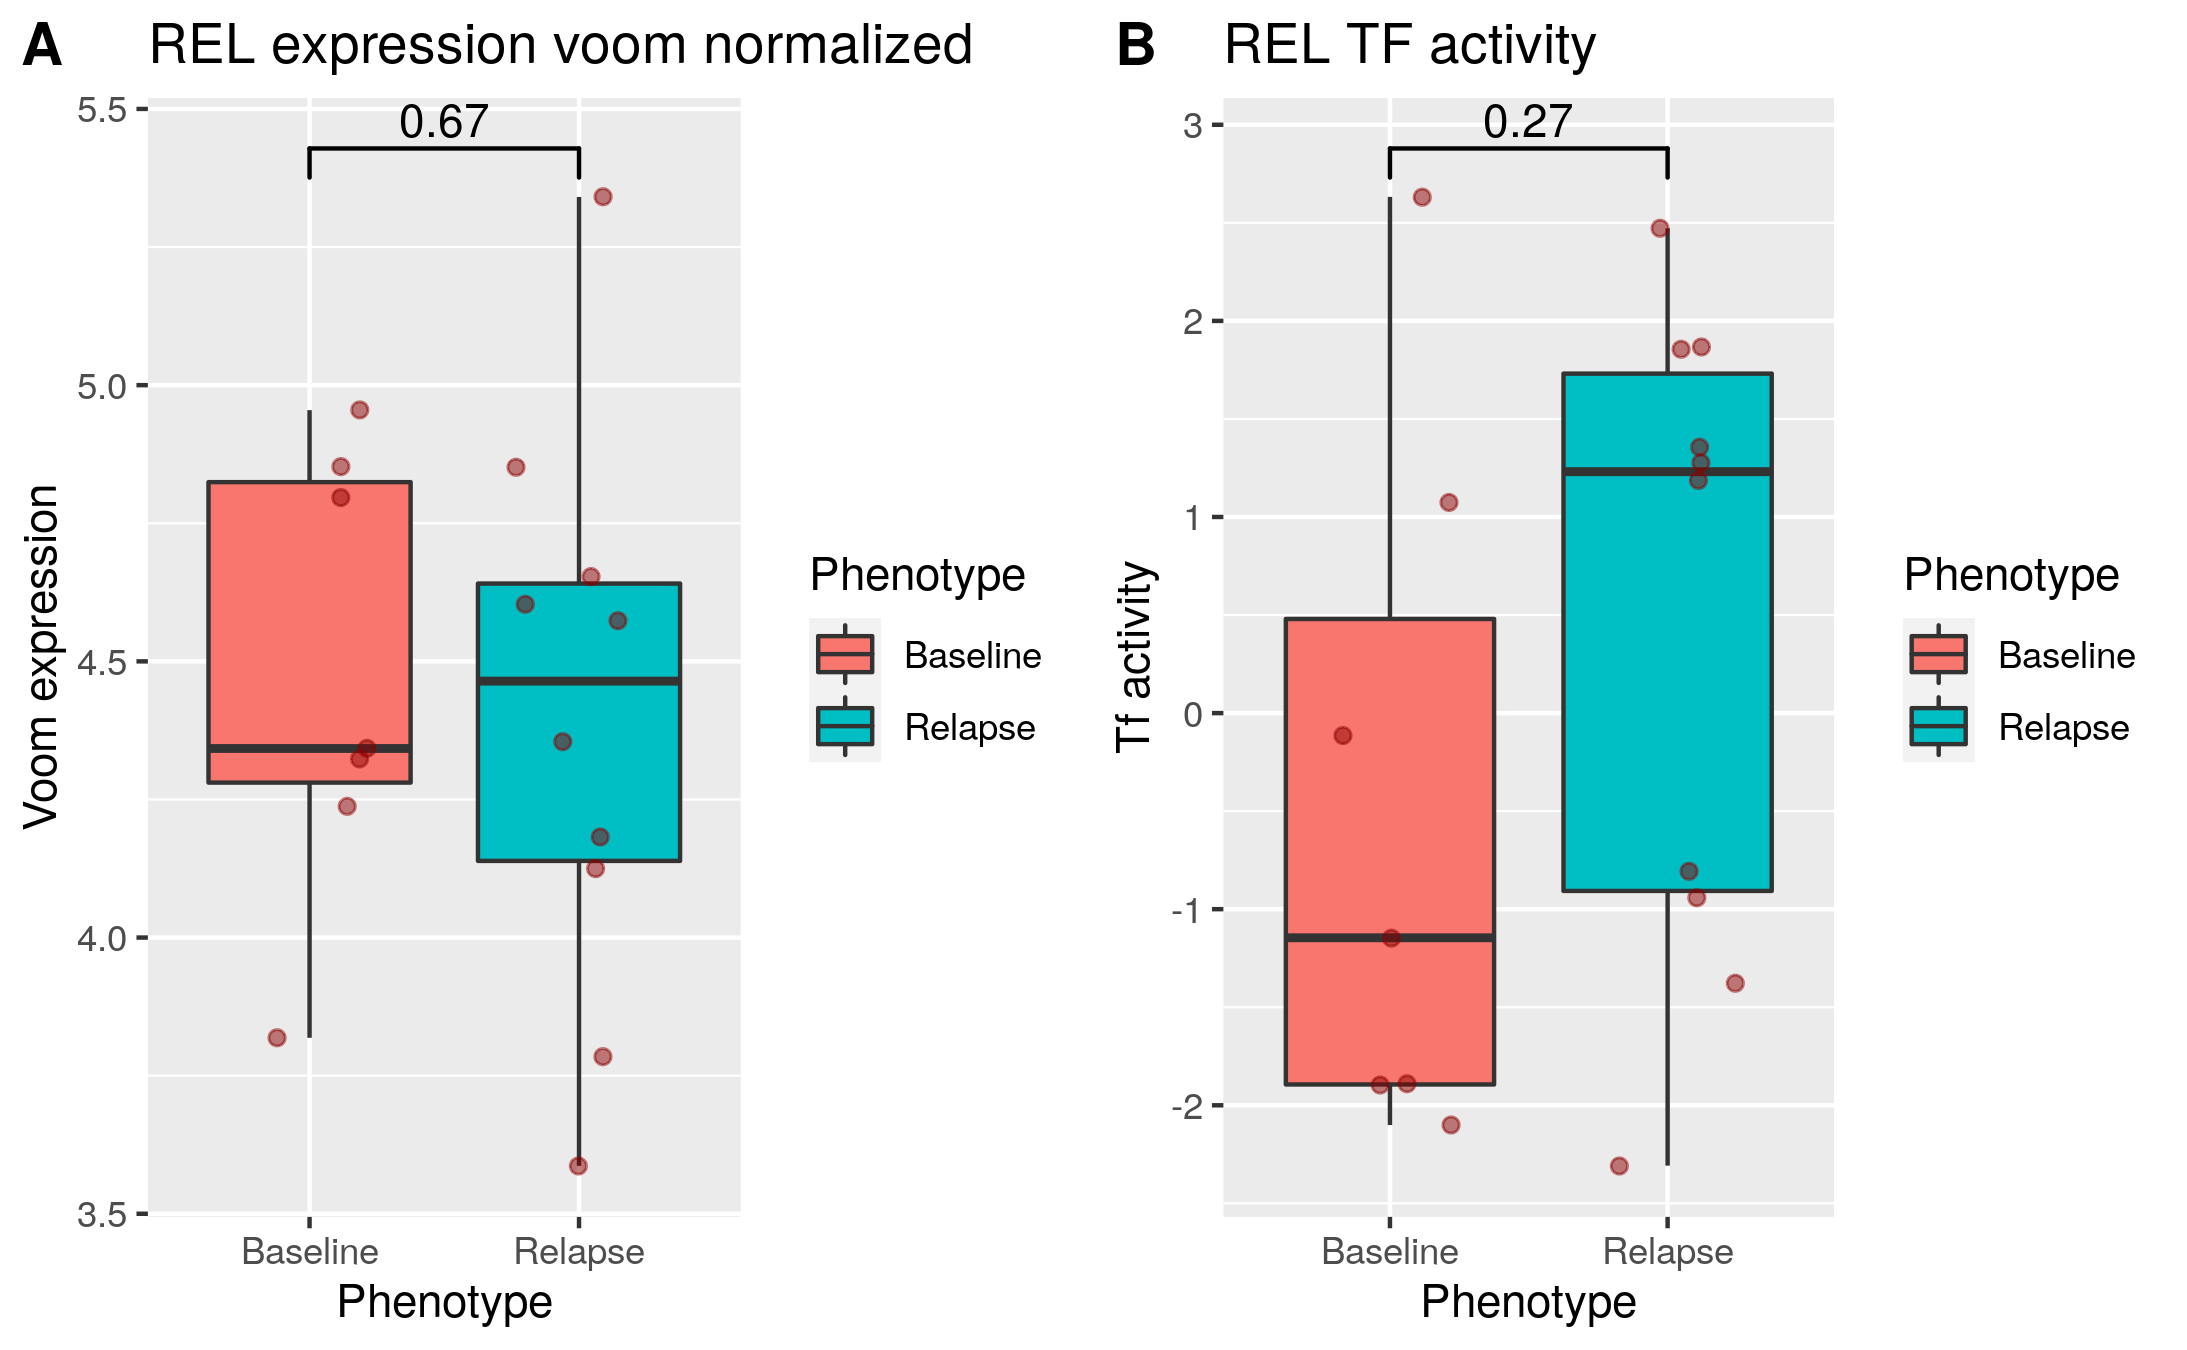 A REL expression voom normalized
5.5
5.0
4.5
4.0
3.5
Voom expression
0.67
Baseline Relapse
Phenotype
Phenotype
Baseline
Relapse
B REL TF activity
3
2
1
0
-1
-2
Tf activity
0.27
Baseline Relapse
Phenotype
Phenotype
Baseline
Relapse